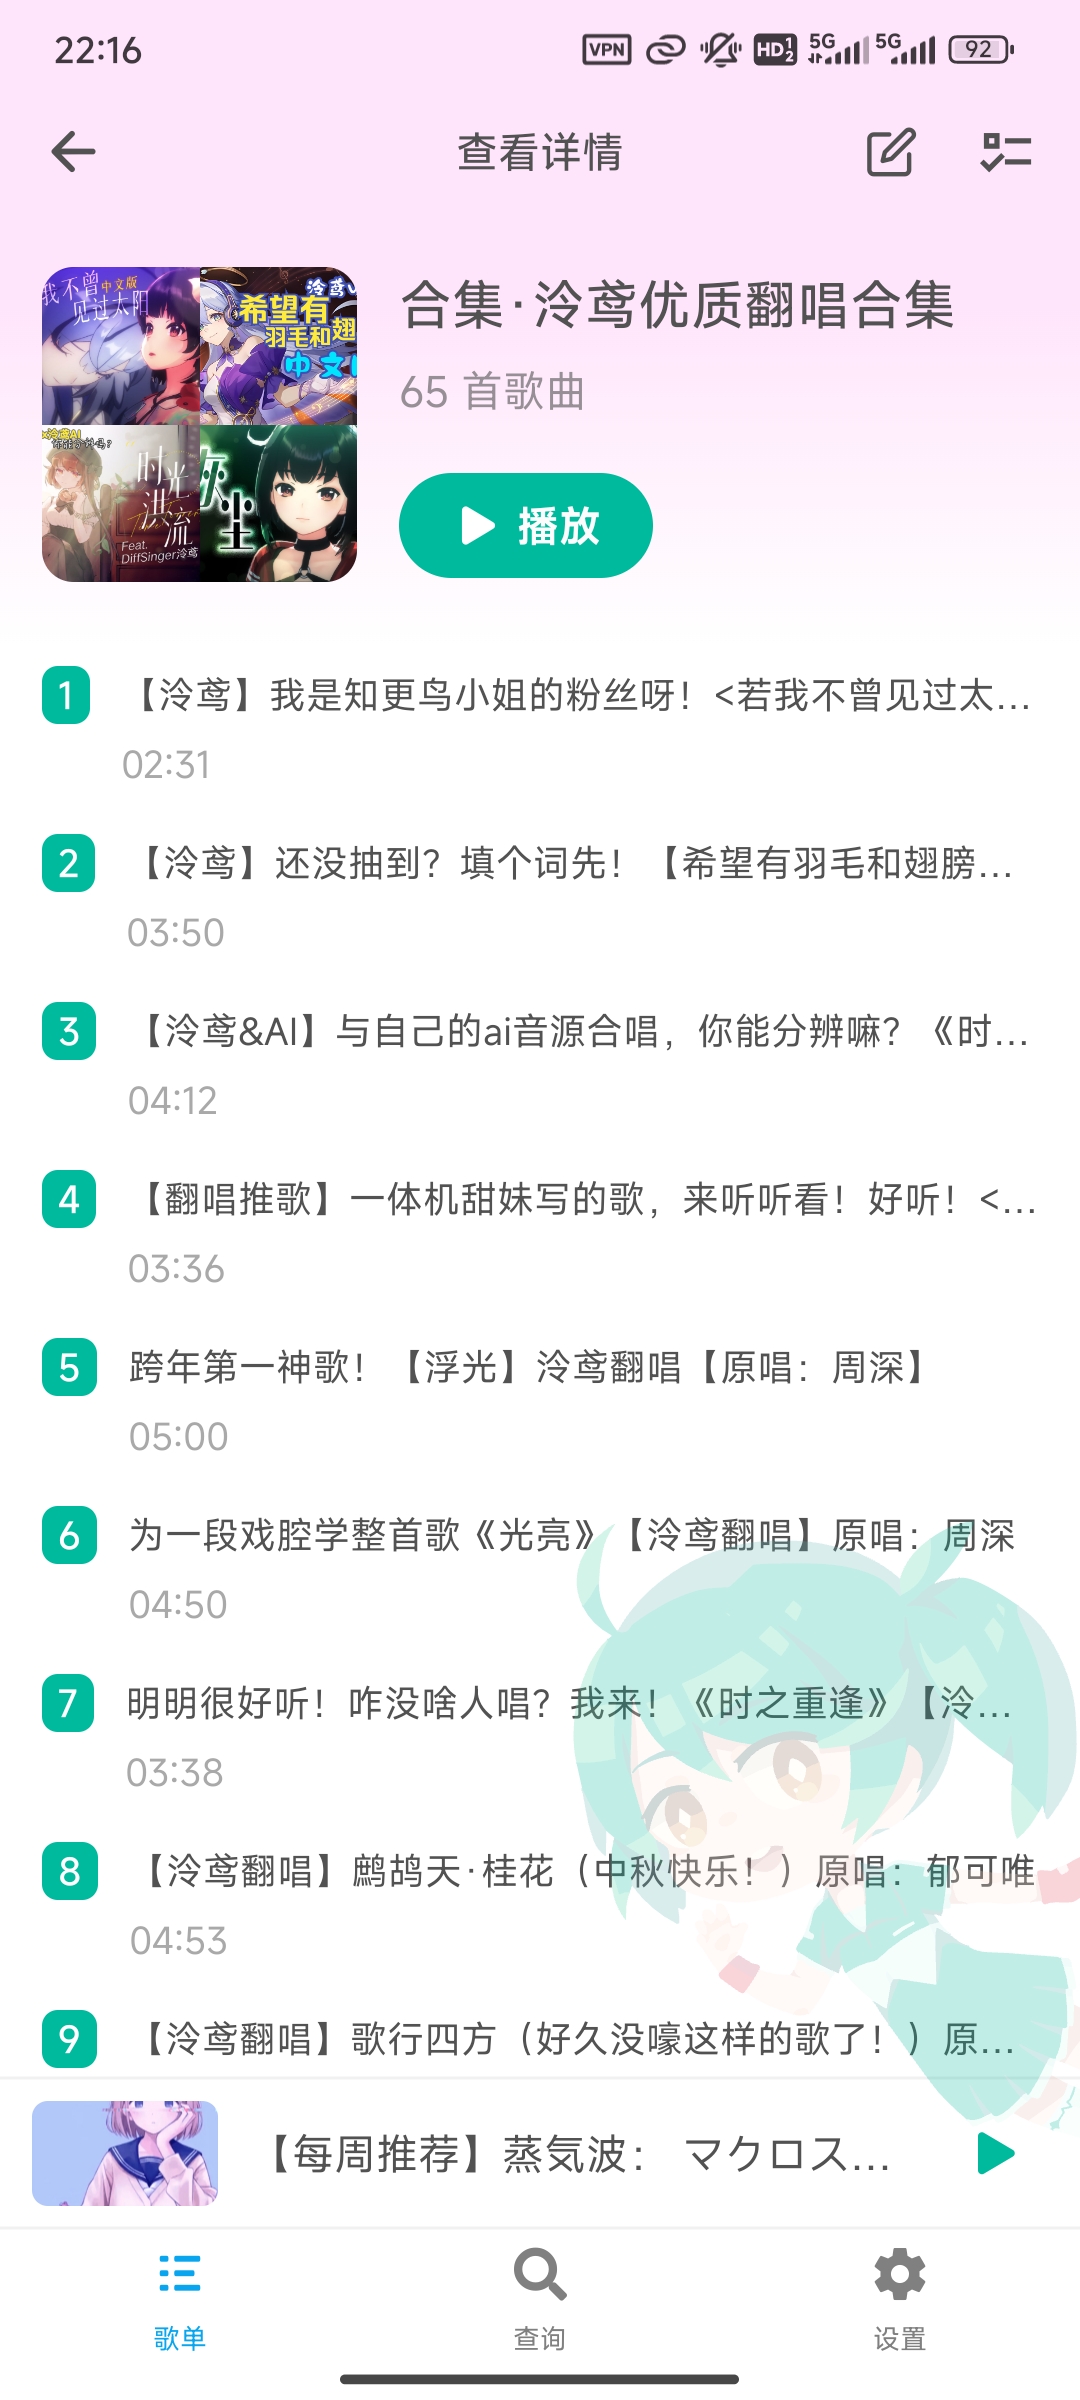 22:16
VPN HD 1 2 5G 5G 92
查看详情
我不曾中文版
见过太阳
泠鸢
希望有
羽毛和翅
中文
x泠鸢AI
你能分辨吗?
时光
洪流
Feat.
DiffSinger泠鸢
灰尘
合集·泠鸢优质翻唱合集
65 首歌曲
播放
1 【泠鸢】我是知更鸟小姐的粉丝呀！<若我不曾见过太...
02:31
2 【泠鸢】还没抽到？填个词先！【希望有羽毛和翅膀...
03:50
3 【泠鸢&AI】与自己的ai音源合唱，你能分辨嘛？《时...
04:12
4 【翻唱推歌】一体机甜妹写的歌，来听听看！好听！<...
03:36
5 跨年第一神歌！【浮光】泠鸢翻唱【原唱：周深】
05:00
6 为一段戏腔学整首歌《光亮》【泠鸢翻唱】原唱：周深
04:50
7 明明很好听！咋没啥人唱？我来！《时之重逢》【泠...
03:38
8 【泠鸢翻唱】鹧鸪天·桂花（中秋快乐！）原唱：郁可唯
04:53
9 【泠鸢翻唱】歌行四方（好久没嚎这样的歌了！）原...
【每周推荐】蒸気波： マクロス...
歌单 查询 设置